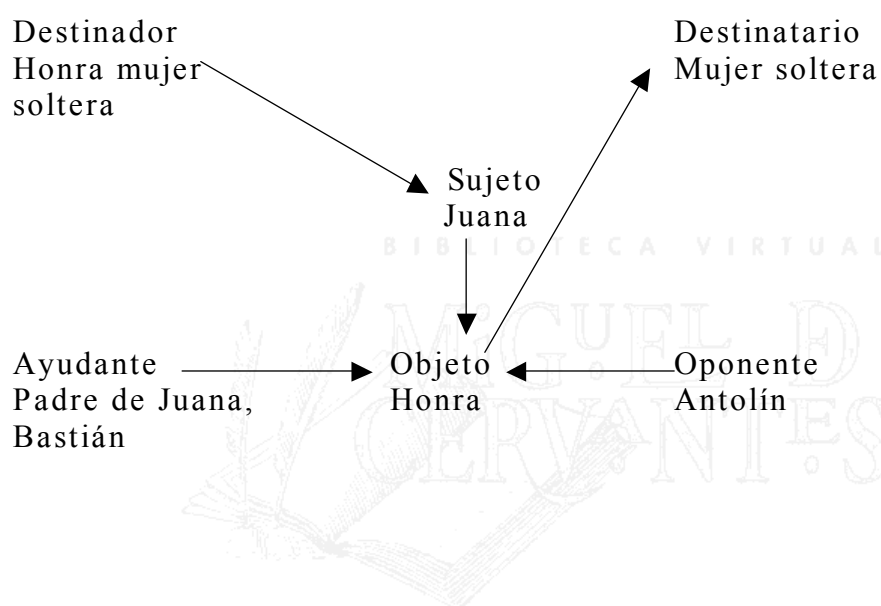 Destinador
Honra mujer
soltera
Destinatario
Mujer soltera
Sujeto
Juana
BIBLIOTECA VIRTUAL
MIGUEL DE
CERVANTES
Ayudante
Padre de Juana,
Bastián
Objeto
Honra
Oponente
Antolín